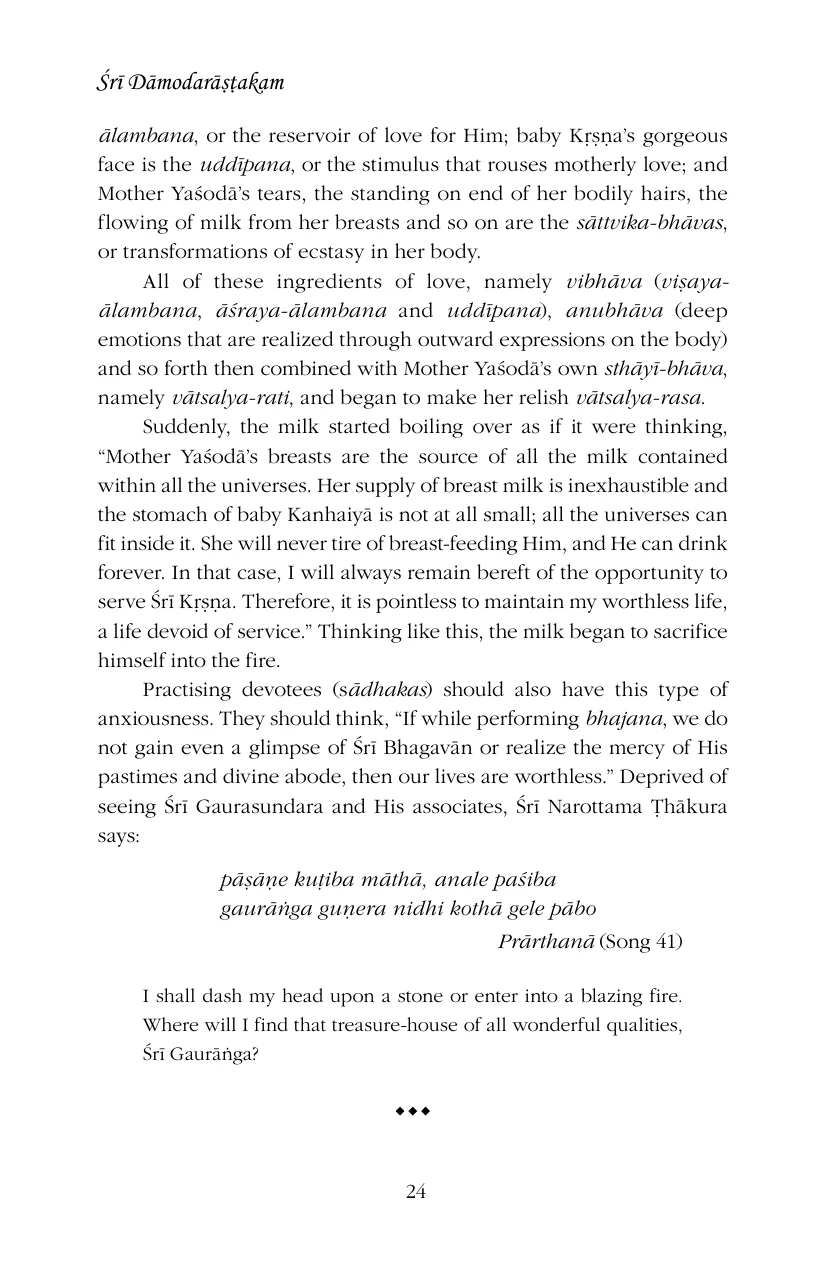 Śrī Dāmodarāṣṭakam
ālambana, or the reservoir of love for Him; baby Kṛṣṇa’s gorgeous
face is the uddīpana, or the stimulus that rouses motherly love; and
Mother Yaśodā’s tears, the standing on end of her bodily hairs, the
flowing of milk from her breasts and so on are the sāttvika-bhāvas,
or transformations of ecstasy in her body.
All of these ingredients of love, namely vibhāva (viṣaya-
ālambana, āśraya-ālambana and uddīpana), anubhāva (deep
emotions that are realized through outward expressions on the body)
and so forth then combined with Mother Yaśodā’s own sthāyī-bhāva,
namely vātsalya-rati, and began to make her relish vātsalya-rasa.
Suddenly, the milk started boiling over as if it were thinking,
“Mother Yaśodā’s breasts are the source of all the milk contained
within all the universes. Her supply of breast milk is inexhaustible and
the stomach of baby Kanhaiyā is not at all small; all the universes can
fit inside it. She will never tire of breast-feeding Him, and He can drink
forever. In that case, I will always remain bereft of the opportunity to
serve Śrī Kṛṣṇa. Therefore, it is pointless to maintain my worthless life,
a life devoid of service.” Thinking like this, the milk began to sacrifice
himself into the fire.
Practising devotees (sādhakas) should also have this type of
anxiousness. They should think, “If while performing bhajana, we do
not gain even a glimpse of Śrī Bhagavān or realize the mercy of His
pastimes and divine abode, then our lives are worthless.” Deprived of
seeing Śrī Gaurasundara and His associates, Śrī Narottama Ṭhākura
says:
pāṣāṇe kuṭiba māthā, anale paśiba
gaurāṅga guṇera nidhi kothā gele pābo
Prārthanā (Song 41)
I shall dash my head upon a stone or enter into a blazing fire.
Where will I find that treasure-house of all wonderful qualities,
Śrī Gaurāṅga?
24